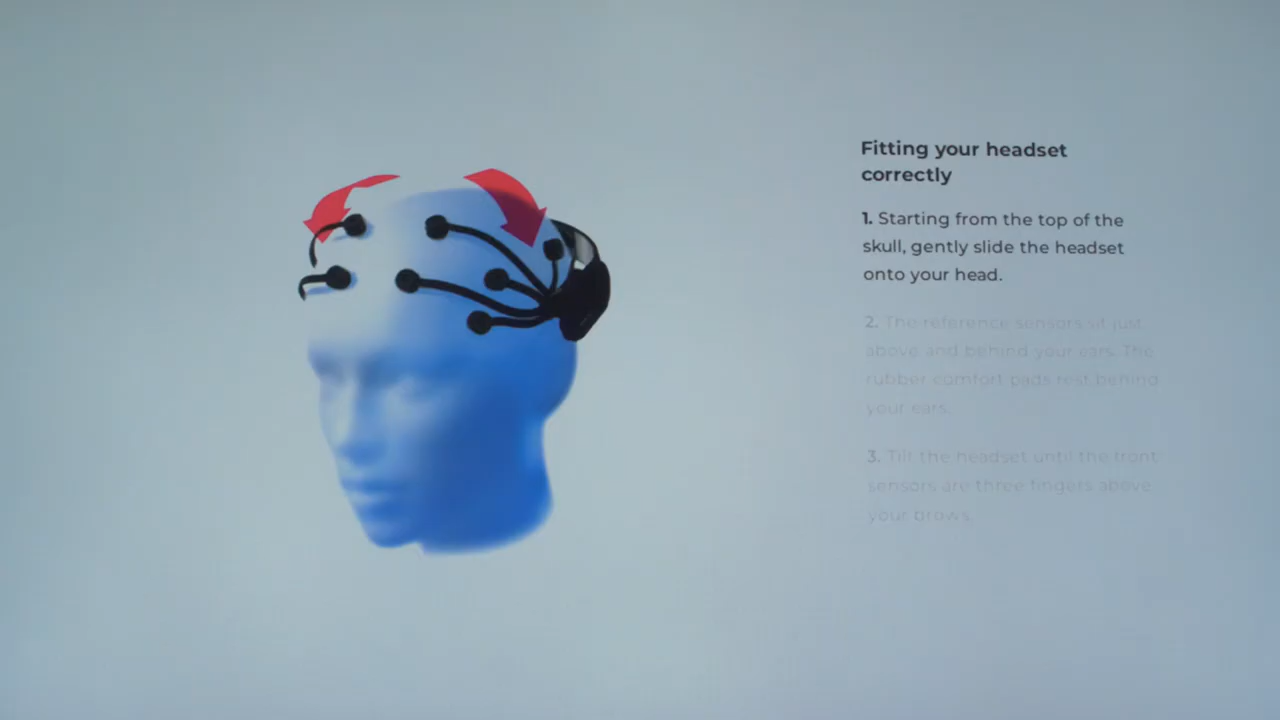 Fitting your headset
correctly
1. Starting from the top of the
skull, gently slide the headset
onto your head.
2. The reference sensors sit just
above and behind your ears. The
rubber comfort pads rest behind
your ears.
3. Tilt the headset until the front
sensors are three fingers above
your brows.